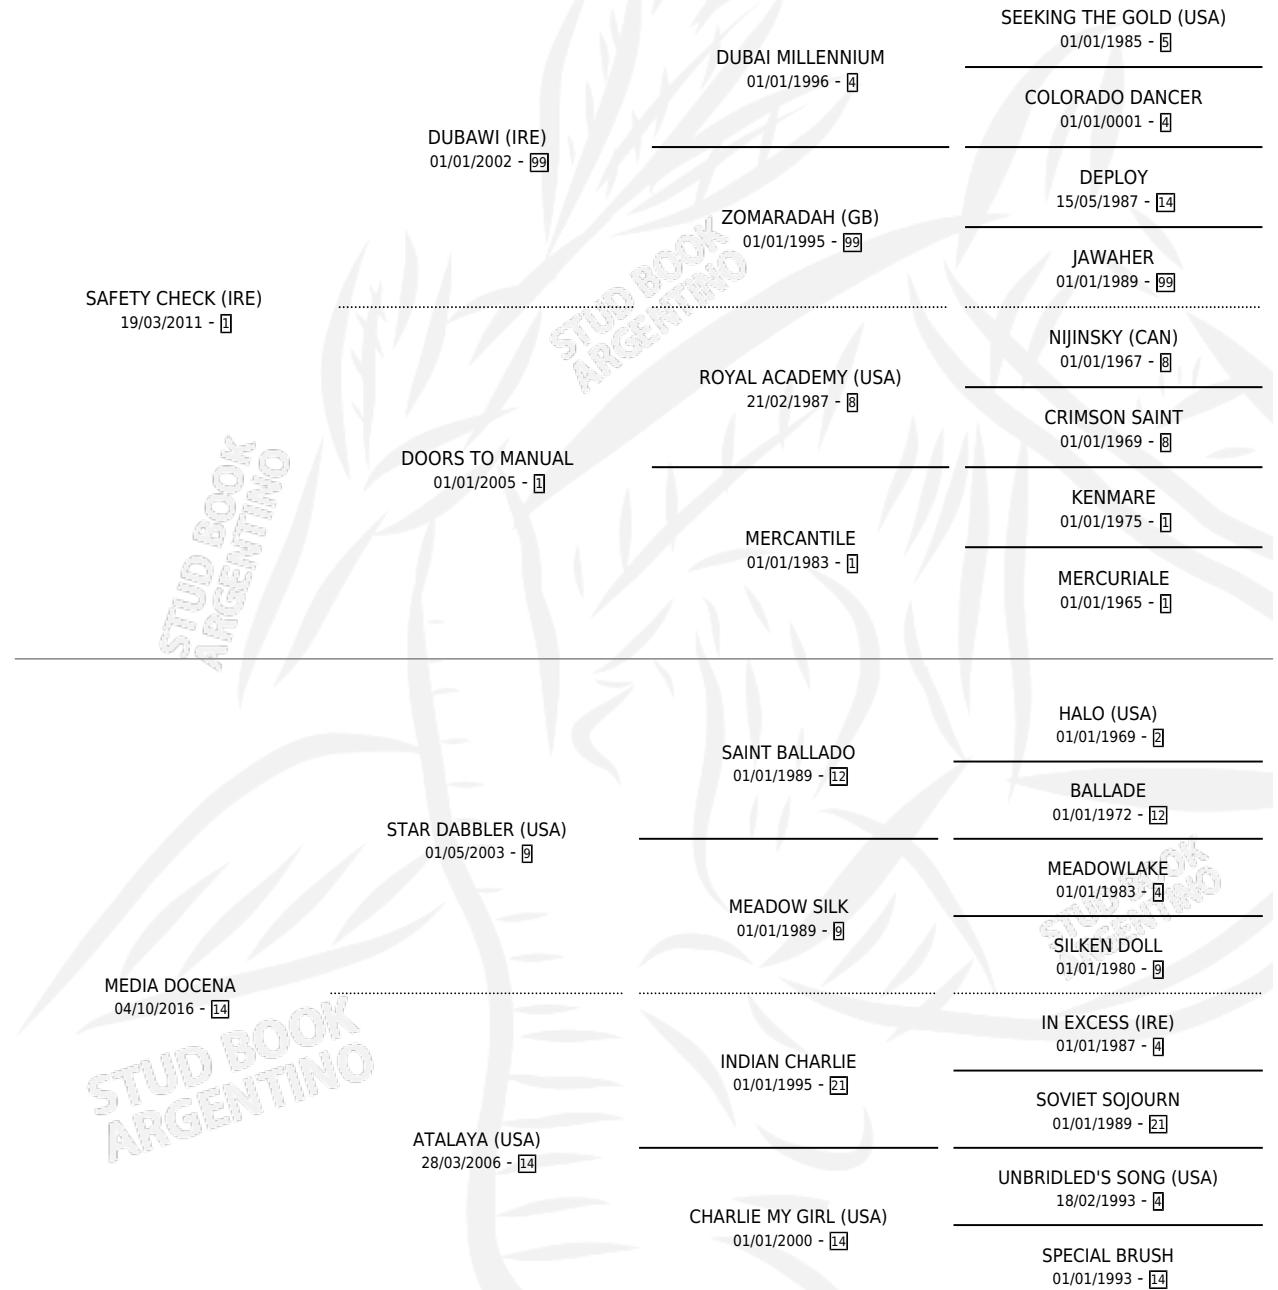 SEEKING THE GOLD (USA)
01/01/1985 - 5
DUBAI MILLENNIUM
01/01/1996 - 4
COLORADO DANCER
01/01/0001 - 4
DUBAWI (IRE)
01/01/2002 - 99
DEPLOY
15/05/1987 - 14
ZOMARADAH (GB)
01/01/1995 - 99
JAWAHER
01/01/1989 - 99
SAFETY CHECK (IRE)
19/03/2011 - 1
NIJINSKY (CAN)
01/01/1967 - 8
ROYAL ACADEMY (USA)
21/02/1987 - 8
CRIMSON SAINT
01/01/1969 - 8
DOORS TO MANUAL
01/01/2005 - 1
KENMARE
01/01/1975 - 1
MERCANTILE
01/01/1983 - 1
MERCURIALE
01/01/1965 - 1
HALO (USA)
01/01/1969 - 2
SAINT BALLADO
01/01/1989 - 12
BALLADE
01/01/1972 - 12
STAR DABBLER (USA)
01/05/2003 - 9
MEADOWLAKE
01/01/1983 - 4
MEADOW SILK
01/01/1989 - 9
SILKEN DOLL
01/01/1980 - 9
MEDIA DOCENA
04/10/2016 - 14
IN EXCESS (IRE)
01/01/1987 - 4
INDIAN CHARLIE
01/01/1995 - 21
SOVIET SOJOURN
01/01/1989 - 21
ATALAYA (USA)
28/03/2006 - 14
UNBRIDLED'S SONG (USA)
18/02/1993 - 4
CHARLIE MY GIRL (USA)
01/01/2000 - 14
SPECIAL BRUSH
01/01/1993 - 14
STUD BOOK
ARGENTINO
STUD BOOK
ARGENTINO
STUD BOOK
ARGENTINO
STUD BOOK
ARGENTINO